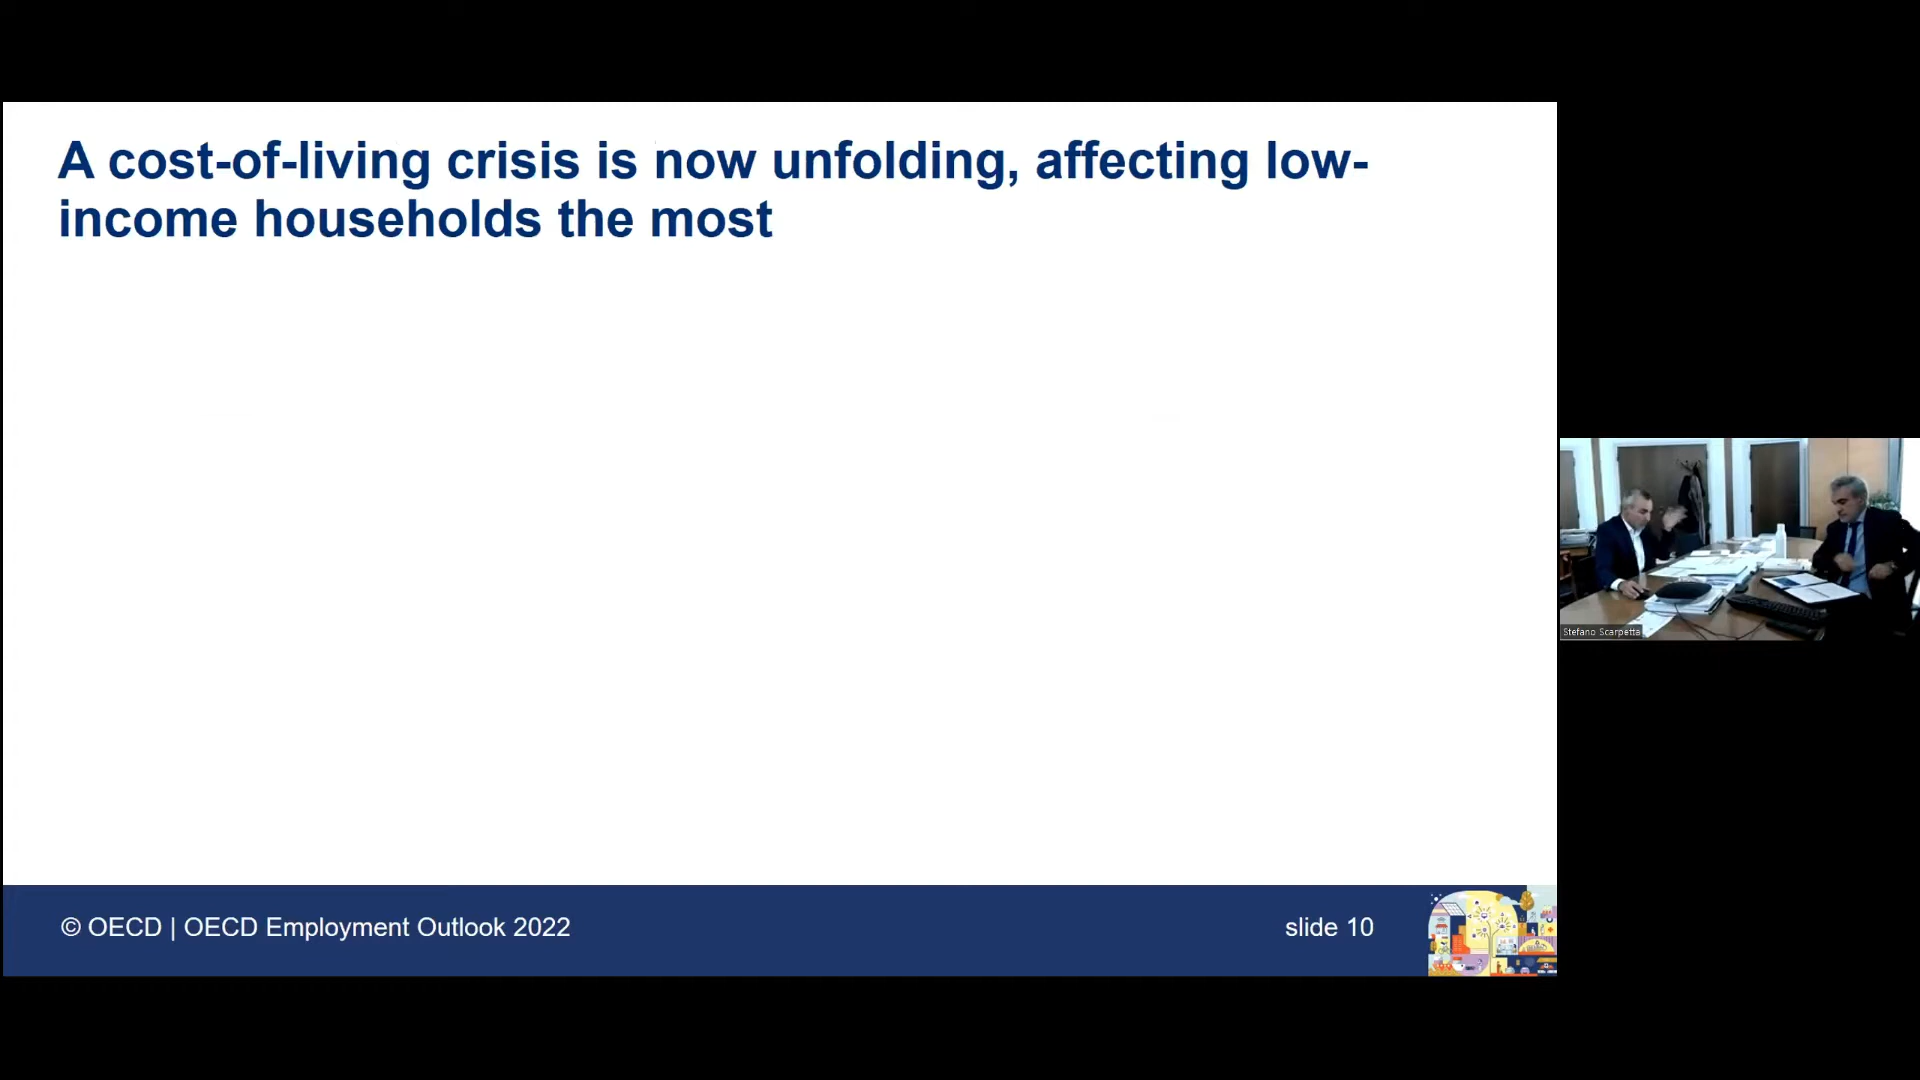 A cost-of-living crisis is now unfolding, affecting low-
income households the most
© OECD | OECD Employment Outlook 2022
slide 10
Stefano Scarpetta